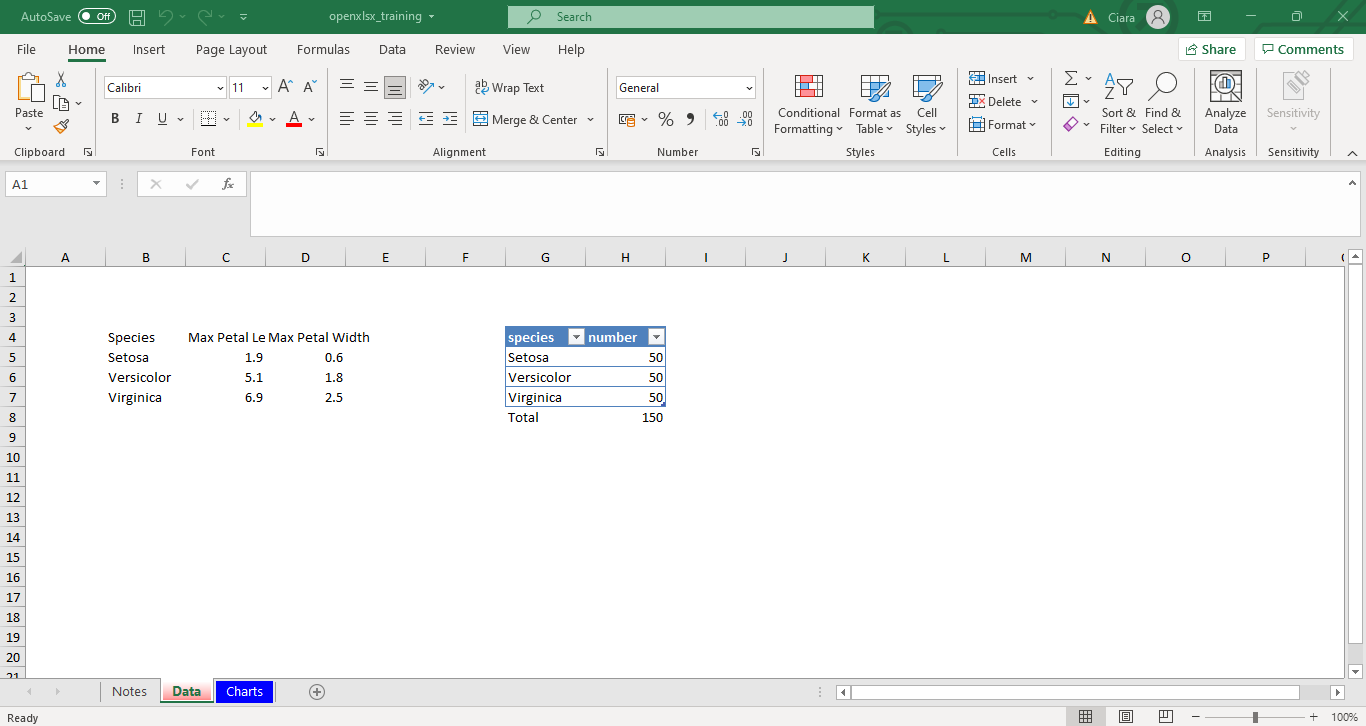 AutoSave Off openxlsx_training Search Ciara
File Home Insert Page Layout Formulas Data Review View Help Share Comments
Paste
Clipboard
Calibri 11
B I U A
Font
ab Wrap Text
Merge & Center
Alignment
General
% 9 .00
Number
Conditional Formatting
Format as Table
Cell Styles
Styles
Insert
Delete
Format
Cells
Sort & Filter
Find & Select
Editing
Analyze Data
Analysis
Sensitivity
Sensitivity
A1 fx
A B C D E F G H I J K L M N O P
1
2
3
4 Species Max Petal Le Max Petal Width species number
5 Setosa 1.9 0.6 Setosa 50
6 Versicolor 5.1 1.8 Versicolor 50
7 Virginica 6.9 2.5 Virginica 50
8 Total 150
9
10
11
12
13
14
15
16
17
18
19
20
21
Notes Data Charts
Ready 100%